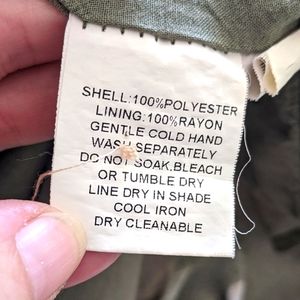 SHELL:100%POLYESTER
LINING:100%RAYON
GENTLE COLD HAND
WASH SEPARATELY
DO NOT SOAK,BLEACH
OR TUMBLE DRY
LINE DRY IN SHADE
COOL IRON
DRY CLEANABLE